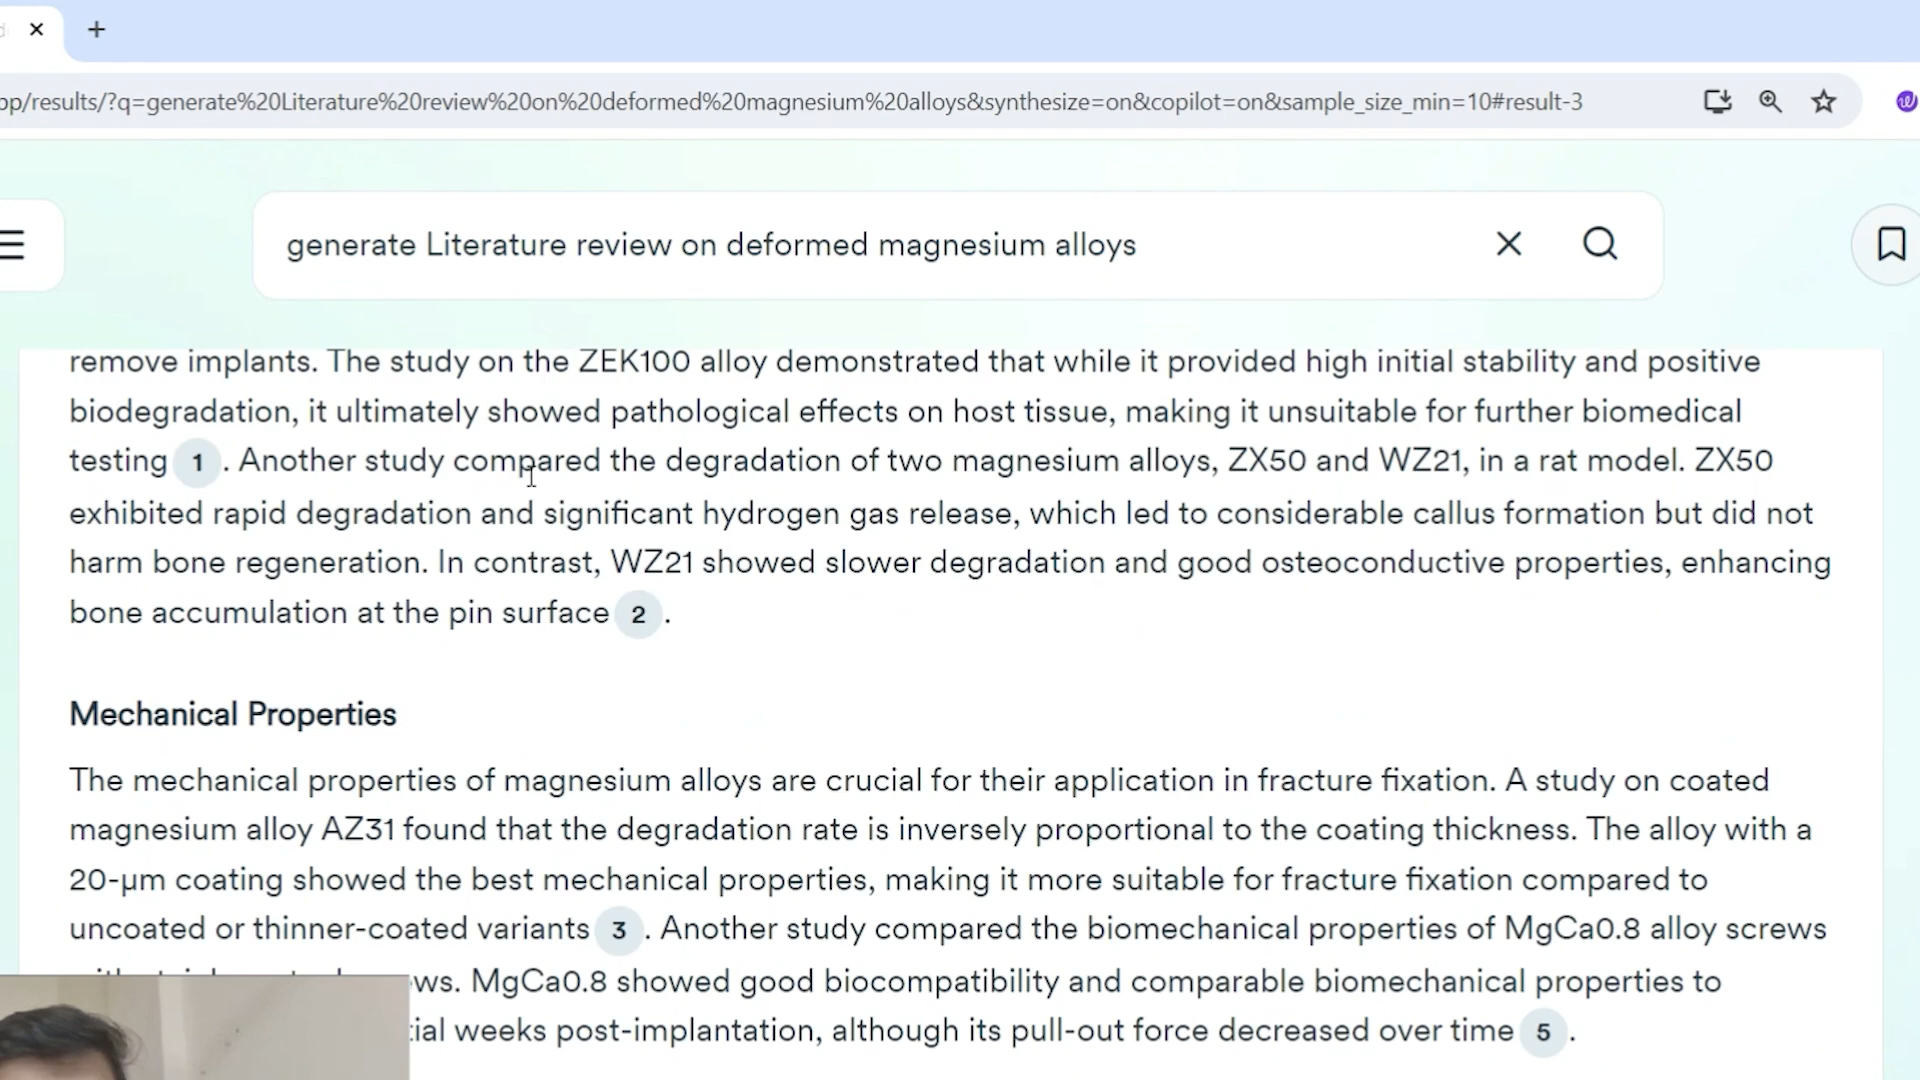 pp/results/?q=generate%20Literature%20review%20on%20deformed%20magnesium%20alloys&synthesize=on&copilot=on&sample_size_min=10#result-3
generate Literature review on deformed magnesium alloys
remove implants. The study on the ZEK100 alloy demonstrated that while it provided high initial stability and positive
biodegradation, it ultimately showed pathological effects on host tissue, making it unsuitable for further biomedical
testing 1 . Another study compared the degradation of two magnesium alloys, ZX50 and WZ21, in a rat model. ZX50
exhibited rapid degradation and significant hydrogen gas release, which led to considerable callus formation but did not
harm bone regeneration. In contrast, WZ21 showed slower degradation and good osteoconductive properties, enhancing
bone accumulation at the pin surface 2 .
Mechanical Properties
The mechanical properties of magnesium alloys are crucial for their application in fracture fixation. A study on coated
magnesium alloy AZ31 found that the degradation rate is inversely proportional to the coating thickness. The alloy with a
20-µm coating showed the best mechanical properties, making it more suitable for fracture fixation compared to
uncoated or thinner-coated variants 3 . Another study compared the biomechanical properties of MgCa0.8 alloy screws
ws. MgCa0.8 showed good biocompatibility and comparable biomechanical properties to
tial weeks post-implantation, although its pull-out force decreased over time 5 .